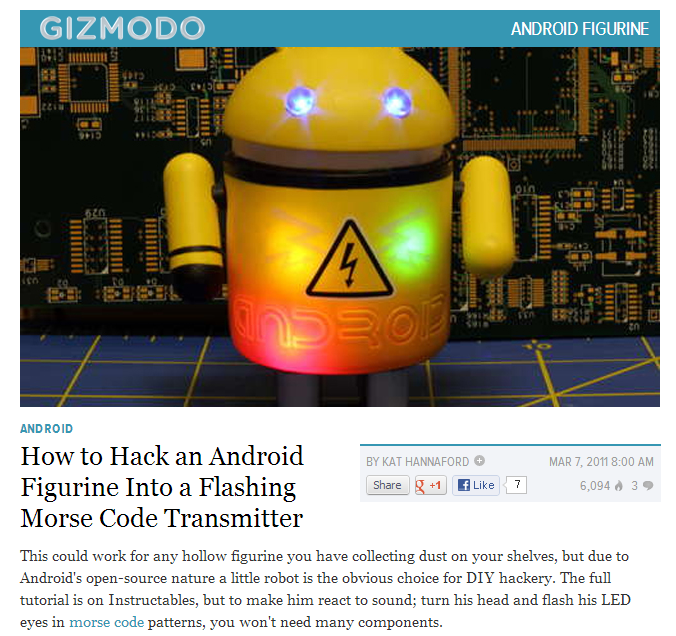 GIZMODO
ANDROID FIGURINE
ANDROID
ANDROID
How to Hack an Android
Figurine Into a Flashing
Morse Code Transmitter
BY KAT HANNAFORD
MAR 7, 2011 8:00 AM
Share
g +1
f Like
7
6,094
3
This could work for any hollow figurine you have collecting dust on your shelves, but due to
Android's open-source nature a little robot is the obvious choice for DIY hackery. The full
tutorial is on Instructables, but to make him react to sound; turn his head and flash his LED
eyes in morse code patterns, you won't need many components.